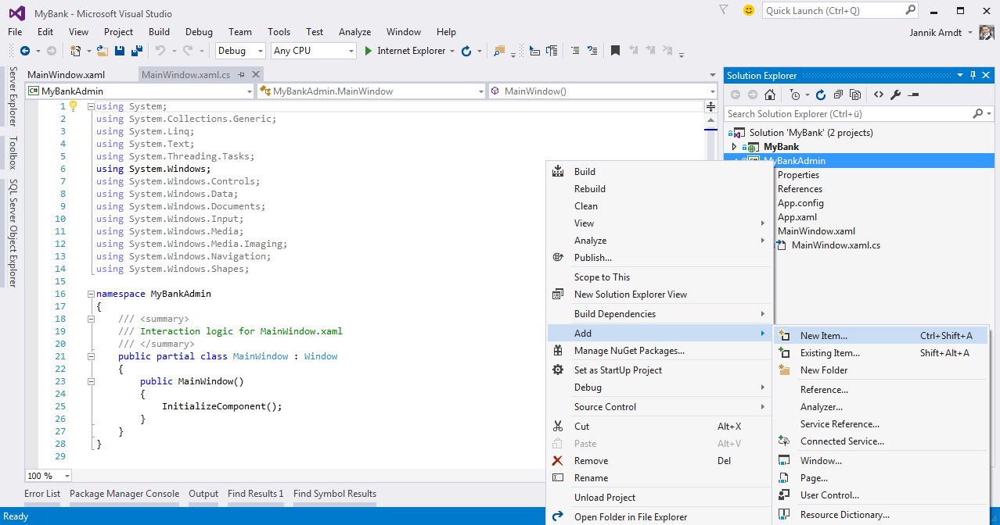 MyBank - Microsoft Visual Studio
Quick Launch (Ctrl+Q)
File Edit View Project Build Debug Team Tools Test Analyze Window Help
Jannik Arndt
Debug Any CPU Internet Explorer
Server Explorer
Toolbox
SQL Server Object Explorer
MainWindow.xaml MainWindow.xaml.cs
C# MyBankAdmin MyBankAdmin.MainWindow MainWindow()
1 using System;
2 using System.Collections.Generic;
3 using System.Linq;
4 using System.Text;
5 using System.Threading.Tasks;
6 using System.Windows;
7 using System.Windows.Controls;
8 using System.Windows.Data;
9 using System.Windows.Documents;
10 using System.Windows.Input;
11 using System.Windows.Media;
12 using System.Windows.Media.Imaging;
13 using System.Windows.Navigation;
14 using System.Windows.Shapes;
15
16 namespace MyBankAdmin
17 {
18 /// <summary>
19 /// Interaction logic for MainWindow.xaml
20 /// </summary>
21 public partial class MainWindow : Window
22 {
23 public MainWindow()
24 {
25 InitializeComponent();
26 }
27 }
28 }
29
100 %
Error List Package Manager Console Output Find Results 1 Find Symbol Results
Ready
Solution Explorer
Search Solution Explorer (Ctrl+ü)
Solution 'MyBank' (2 projects)
MyBank
MyBankAdmin
Properties
References
App.config
App.xaml
MainWindow.xaml
MainWindow.xaml.cs
Build
Rebuild
Clean
View
Analyze
Publish...
Scope to This
New Solution Explorer View
Build Dependencies
Add
Manage NuGet Packages...
Set as StartUp Project
Debug
Source Control
Cut Alt+X
Paste Alt+V
Remove Del
Rename
Unload Project
Open Folder in File Explorer
New Item... Ctrl+Shift+A
Existing Item... Shift+Alt+A
New Folder
Reference...
Analyzer...
Service Reference...
Connected Service...
Window...
Page...
User Control...
Resource Dictionary...